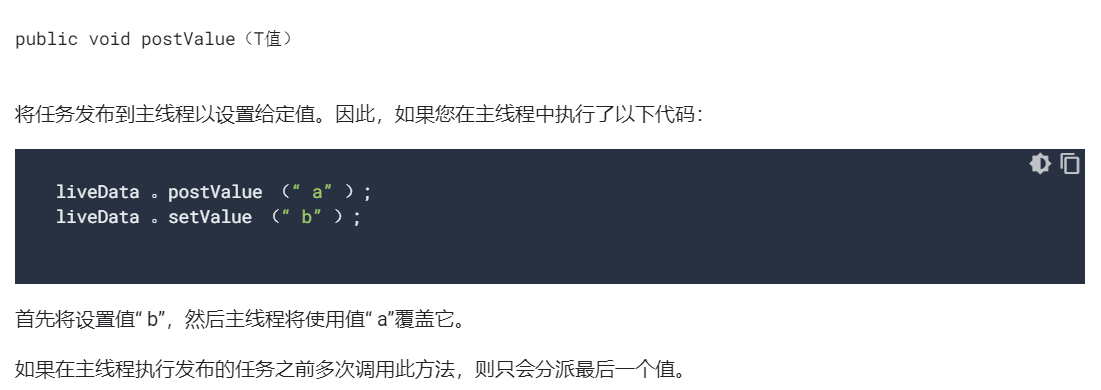 public void postValue（T值）
将任务发布到主线程以设置给定值。因此，如果您在主线程中执行了以下代码：
liveData 。postValue （“ a” ）;
liveData 。setValue （“ b” ）;
首先将设置值“ b”，然后主线程将使用值“ a”覆盖它。
如果在主线程执行发布的任务之前多次调用此方法，则只会分派最后一个值。